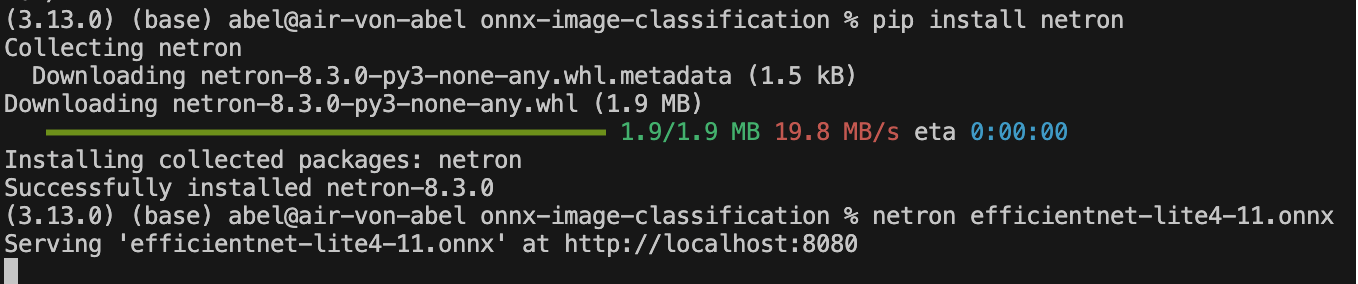 (3.13.0) (base) abel@air-von-abel onnx-image-classification % pip install netron
Collecting netron
  Downloading netron-8.3.0-py3-none-any.whl.metadata (1.5 kB)
Downloading netron-8.3.0-py3-none-any.whl (1.9 MB)
1.9/1.9 MB 19.8 MB/s eta 0:00:00
Installing collected packages: netron
Successfully installed netron-8.3.0
(3.13.0) (base) abel@air-von-abel onnx-image-classification % netron efficientnet-lite4-11.onnx
Serving 'efficientnet-lite4-11.onnx' at http://localhost:8080